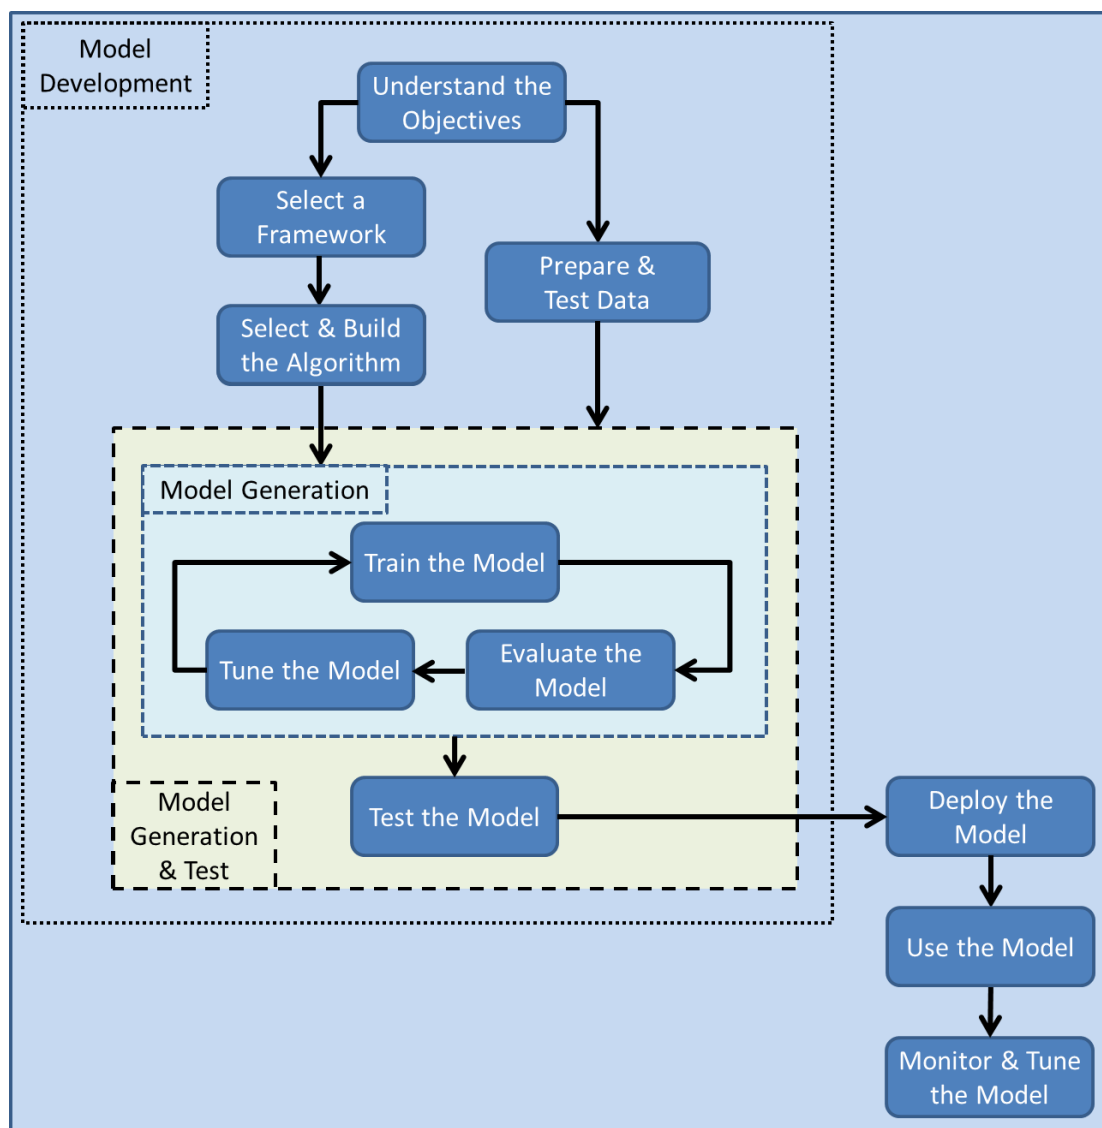 Model
Development
Understand the
Objectives
Select a
Framework
Prepare &
Test Data
Select & Build
the Algorithm
Model Generation
Train the Model
Tune the Model
Evaluate the
Model
Model
Generation
& Test
Test the Model
Deploy the
Model
Use the Model
Monitor & Tune
the Model